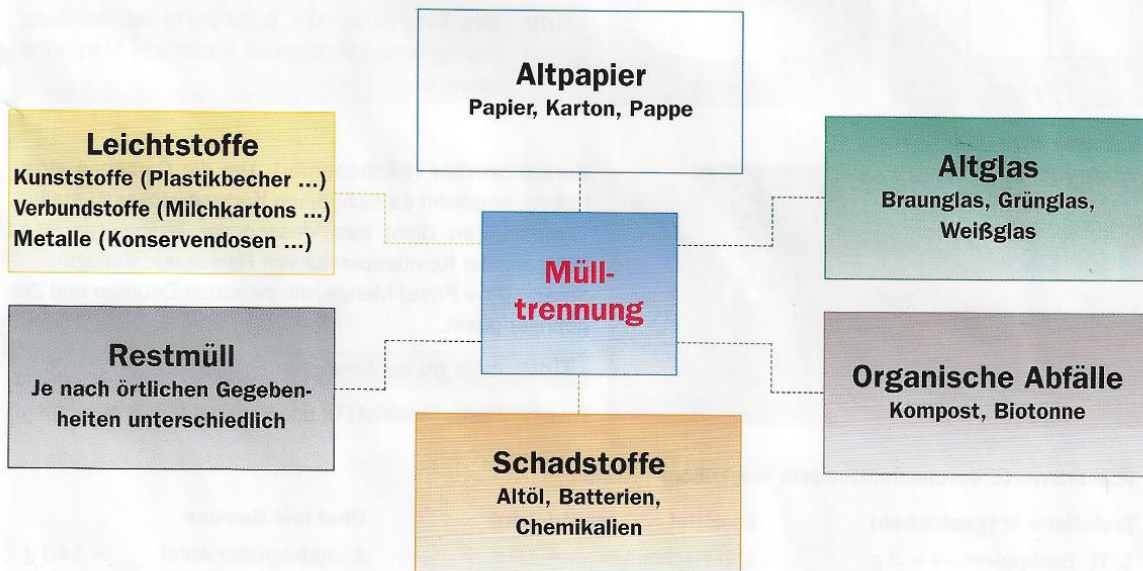 Altpapier
Papier, Karton, Pappe
Leichtstoffe
Kunststoffe (Plastikbecher ...)
Verbundstoffe (Milchkartons ...)
Metalle (Konservendosen ...)
Altglas
Braunglas, Grünglas,
Weißglas
Müll-
trennung
Restmüll
Je nach örtlichen Gegeben-
heiten unterschiedlich
Organische Abfälle
Kompost, Biotonne
Schadstoffe
Altöl, Batterien,
Chemikalien